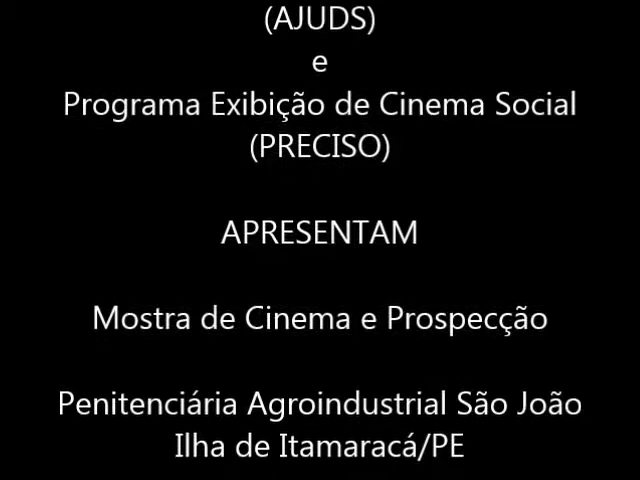 (AJUDS)
e
Programa Exibição de Cinema Social
(PRECISO)
APRESENTAM
Mostra de Cinema e Prospecção
Penitenciária Agroindustrial São João
Ilha de Itamaracá/PE